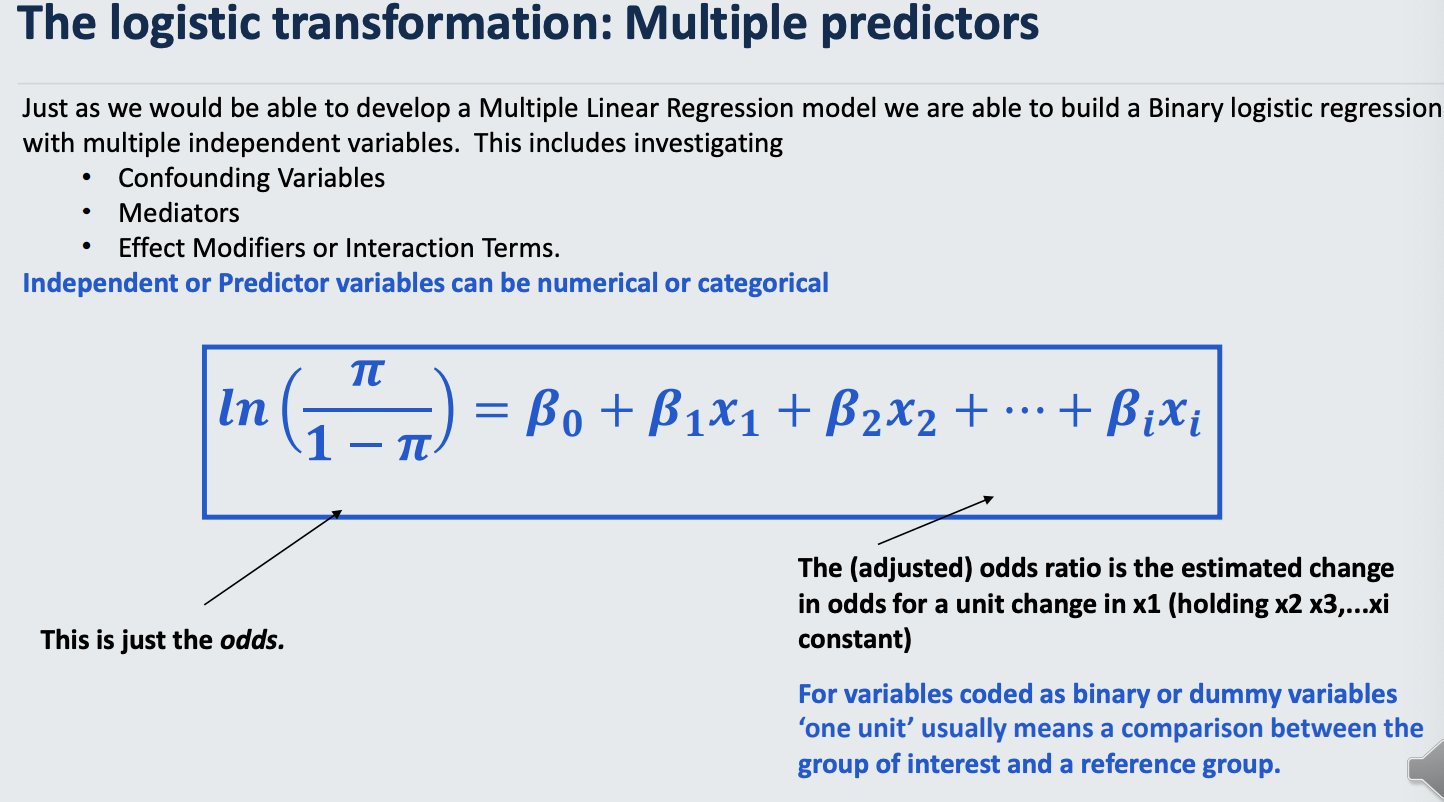 The logistic transformation: Multiple predictors
Just as we would be able to develop a Multiple Linear Regression model we are able to build a Binary logistic regression
with multiple independent variables.  This includes investigating
• Confounding Variables
• Mediators
• Effect Modifiers or Interaction Terms.
Independent or Predictor variables can be numerical or categorical
ln(π / 1 − π) = β₀ + β₁x₁ + β₂x₂ + ⋯ + βᵢxᵢ
This is just the odds.
The (adjusted) odds ratio is the estimated change
in odds for a unit change in x1 (holding x2 x3,...xi
constant)
For variables coded as binary or dummy variables
‘one unit’ usually means a comparison between the
group of interest and a reference group.